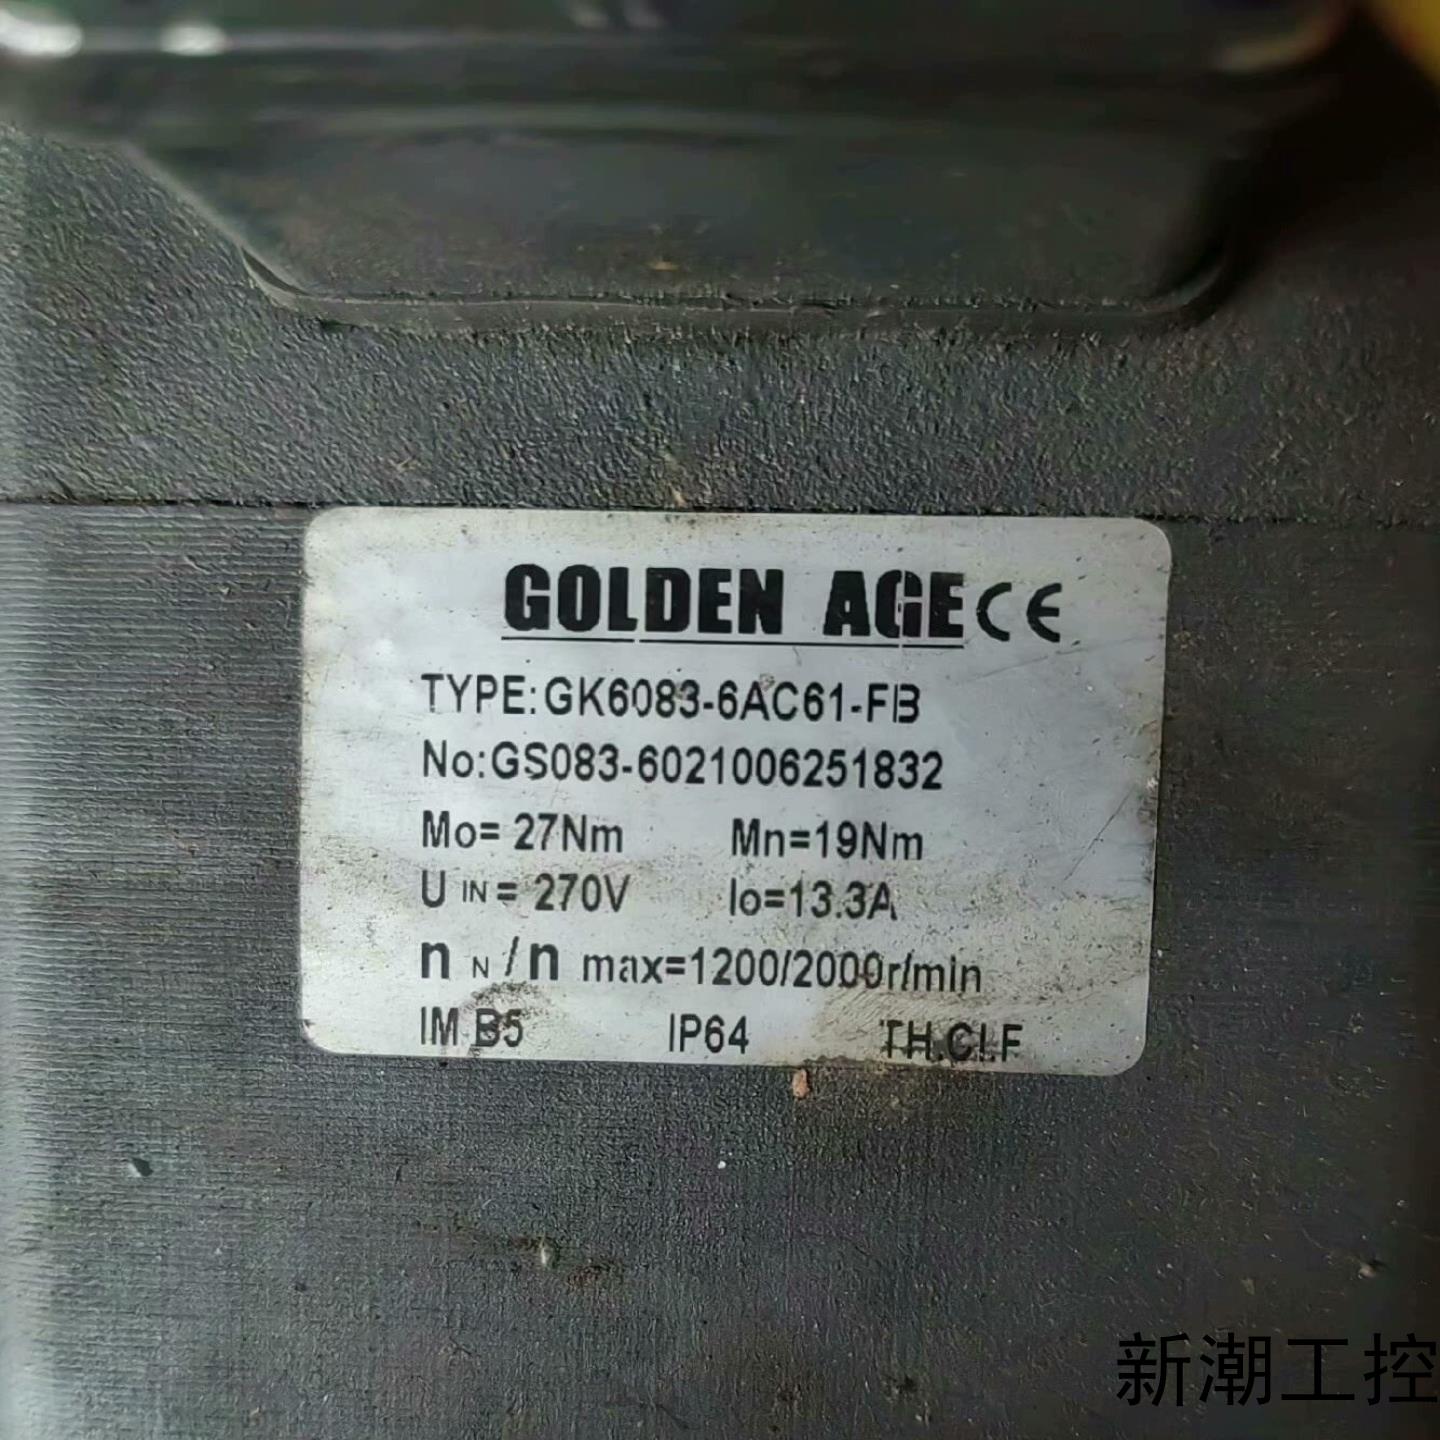 GOLDEN AGE CE
TYPE:GK6083-6AC61-FB
No:GS083-6021006251832
Mo= 27Nm Mn=19Nm
U IN = 270V Io=13.3A
n N / n max=1200/2000r/min
IM B5 IP64 TH.Cl.F
新潮工控